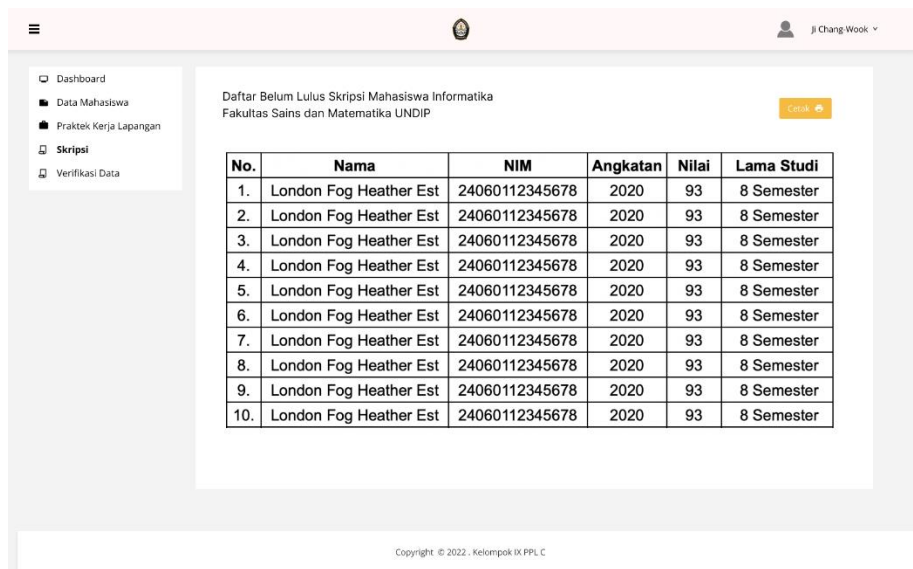 Ji Chang-Wook
Dashboard
Data Mahasiswa
Praktek Kerja Lapangan
Skripsi
Verifikasi Data
Daftar Belum Lulus Skripsi Mahasiswa Informatika
Fakultas Sains dan Matematika UNDIP
Cetak
No. Nama NIM Angkatan Nilai Lama Studi
1. London Fog Heather Est 24060112345678 2020 93 8 Semester
2. London Fog Heather Est 24060112345678 2020 93 8 Semester
3. London Fog Heather Est 24060112345678 2020 93 8 Semester
4. London Fog Heather Est 24060112345678 2020 93 8 Semester
5. London Fog Heather Est 24060112345678 2020 93 8 Semester
6. London Fog Heather Est 24060112345678 2020 93 8 Semester
7. London Fog Heather Est 24060112345678 2020 93 8 Semester
8. London Fog Heather Est 24060112345678 2020 93 8 Semester
9. London Fog Heather Est 24060112345678 2020 93 8 Semester
10. London Fog Heather Est 24060112345678 2020 93 8 Semester
Copyright © 2022 . Kelompok IX PPL C